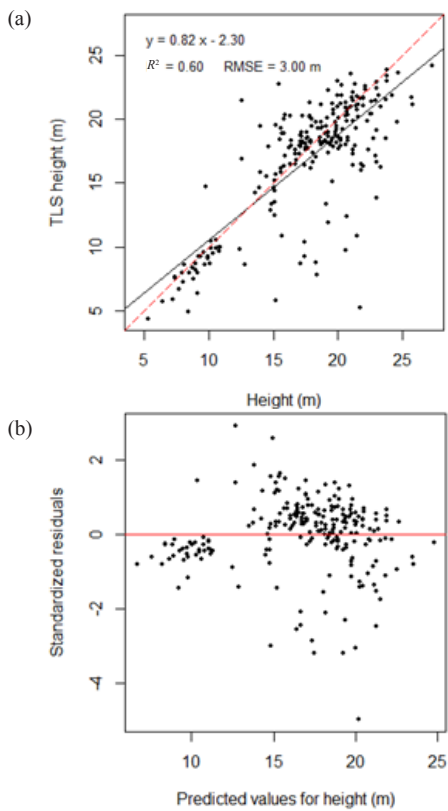 (a)
y = 0.82 x - 2.30
R² = 0.60 RMSE = 3.00 m
TLS height (m)
25
20
15
10
5
5 10 15 20 25
Height (m)
(b)
Standardized residuals
2
0
-2
-4
10 15 20 25
Predicted values for height (m)